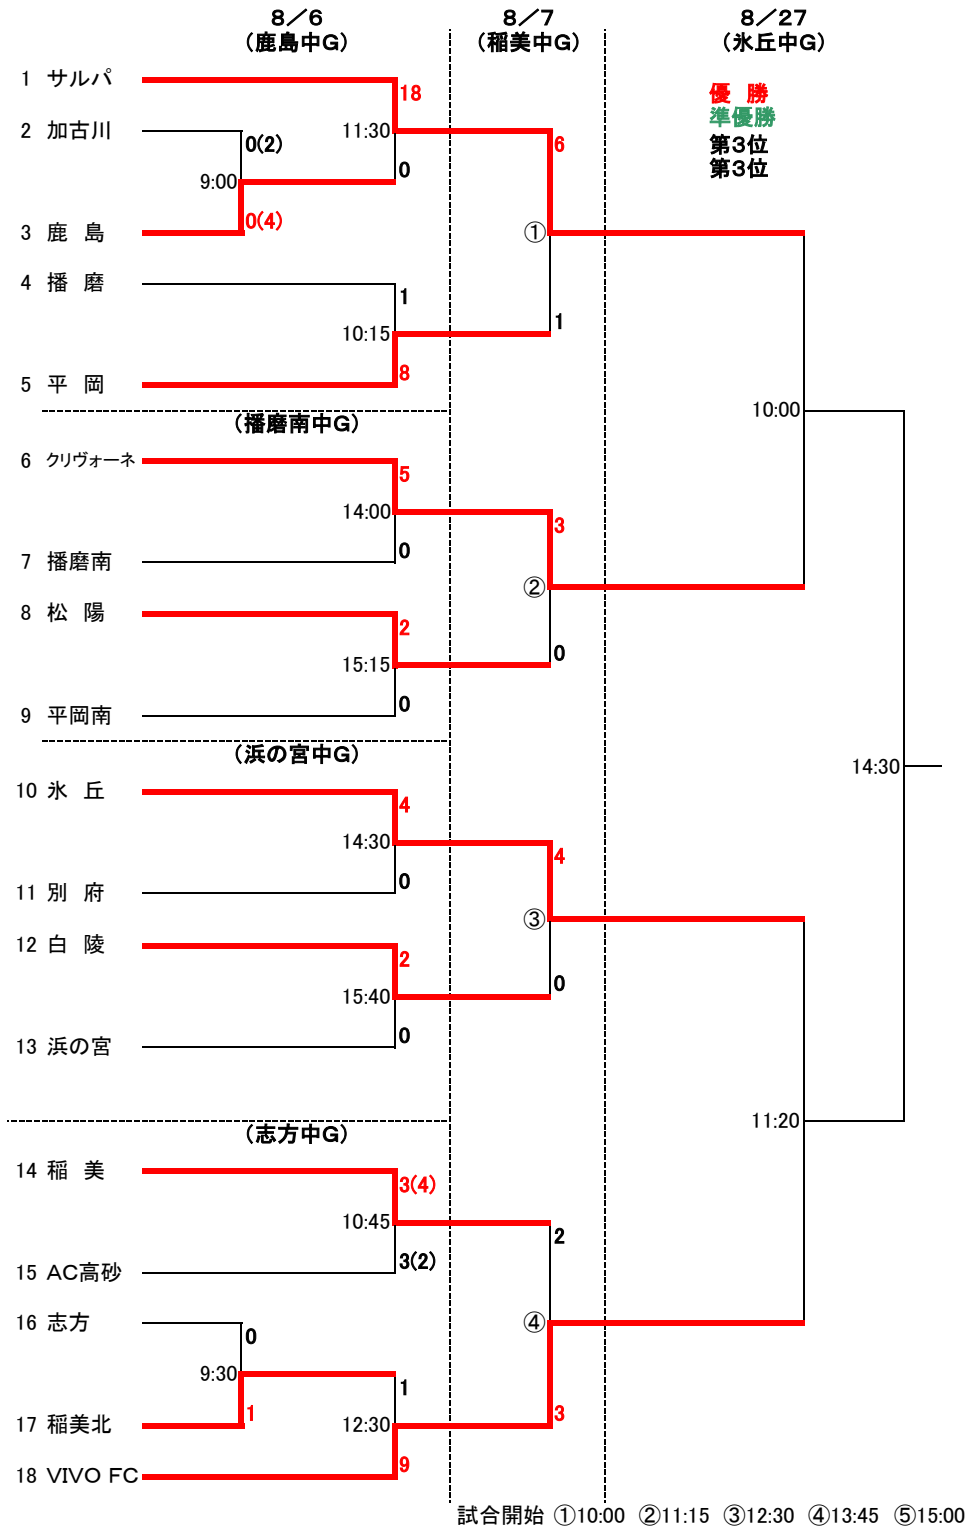 8／6 8／7 8／27
（鹿島中G） （稲美中G） （氷丘中G）
1 サルパ
18
優 勝
準優勝
第3位
第3位
2 加古川
11:30
6
0(2)
0
9:00
3 鹿 島
0(4)
①
4 播 磨
1
1
10:15
5 平 岡
8
10:00
（播磨南中G）
6 クリヴォーネ
5
14:00
3
0
7 播磨南
②
8 松 陽
2
0
15:15
0
9 平岡南
（浜の宮中G）
14:30
10 氷 丘
4
14:30
4
0
11 別 府
③
12 白 陵
2
0
15:40
0
13 浜の宮
11:20
（志方中G）
14 稲 美
3(4)
10:45
2
3(2)
15 AC高砂
16 志方
④
0
9:30
1
3
1
17 稲美北
12:30
9
18 VIVO FC
試合開始 ①10:00 ②11:15 ③12:30 ④13:45 ⑤15:00